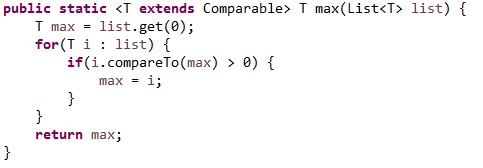 public static <T extends Comparable> T max(List<T> list) {
    T max = list.get(0);
    for(T i : list) {
        if(i.compareTo(max) > 0) {
            max = i;
        }
    }
    return max;
}